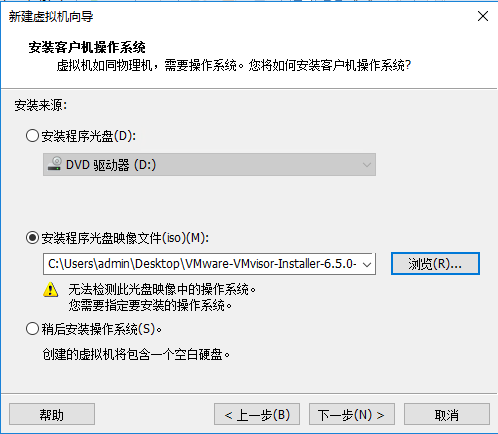 新建虚拟机向导
安装客户机操作系统
虚拟机如同物理机，需要操作系统。您将如何安装客户机操作系统?
安装来源:
安装程序光盘(D):
DVD 驱动器 (D:)
安装程序光盘映像文件(iso)(M):
C:\Users\admin\Desktop\VMware-VMvisor-Installer-6.5.0-
浏览(R)...
无法检测此光盘映像中的操作系统。
您需要指定要安装的操作系统。
稍后安装操作系统(S)。
创建的虚拟机将包含一个空白硬盘。
帮助
< 上一步(B)
下一步(N) >
取消